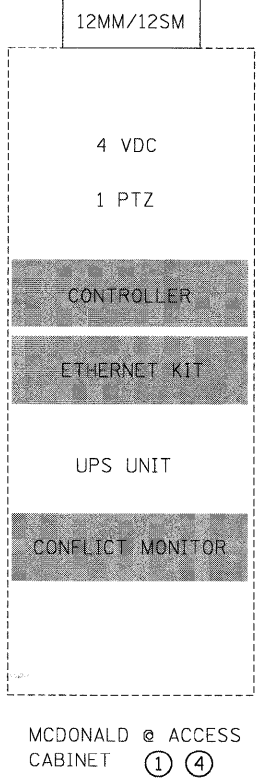 12MM/12SM
4 VDC
1 PTZ
CONTROLLER
ETHERNET KIT
UPS UNIT
CONFLICT MONITOR
MCDONALD @ ACCESS
CABINET ① ④